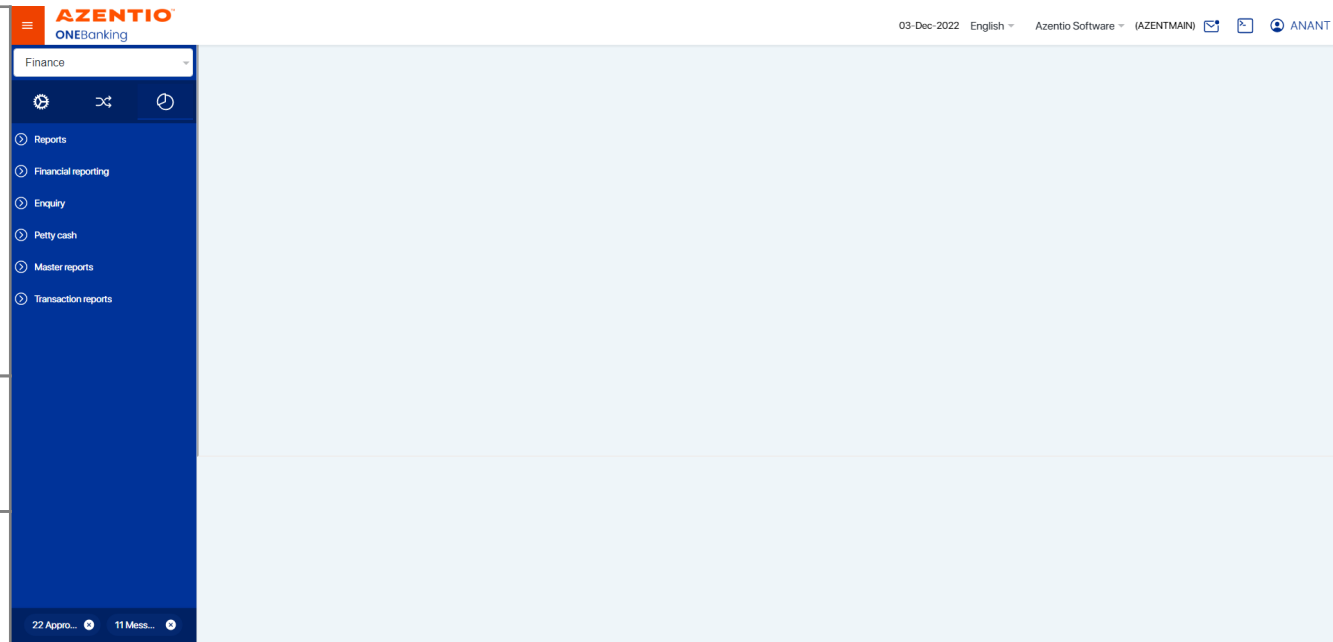 AZENTIO™
ONEBanking
03-Dec-2022 English Azentio Software (AZENTMAIN) ANANT
Finance
Reports
Financial reporting
Enquiry
Petty cash
Master reports
Transaction reports
22 Appro... 11 Mess...